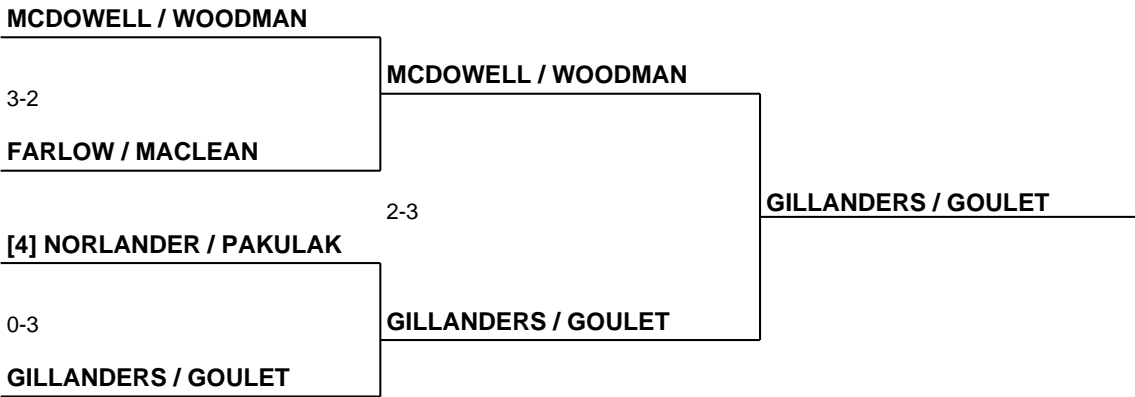 MCDOWELL / WOODMAN
MCDOWELL / WOODMAN
3-2
FARLOW / MACLEAN
GILLANDERS / GOULET
2-3
[4] NORLANDER / PAKULAK
0-3
GILLANDERS / GOULET
GILLANDERS / GOULET